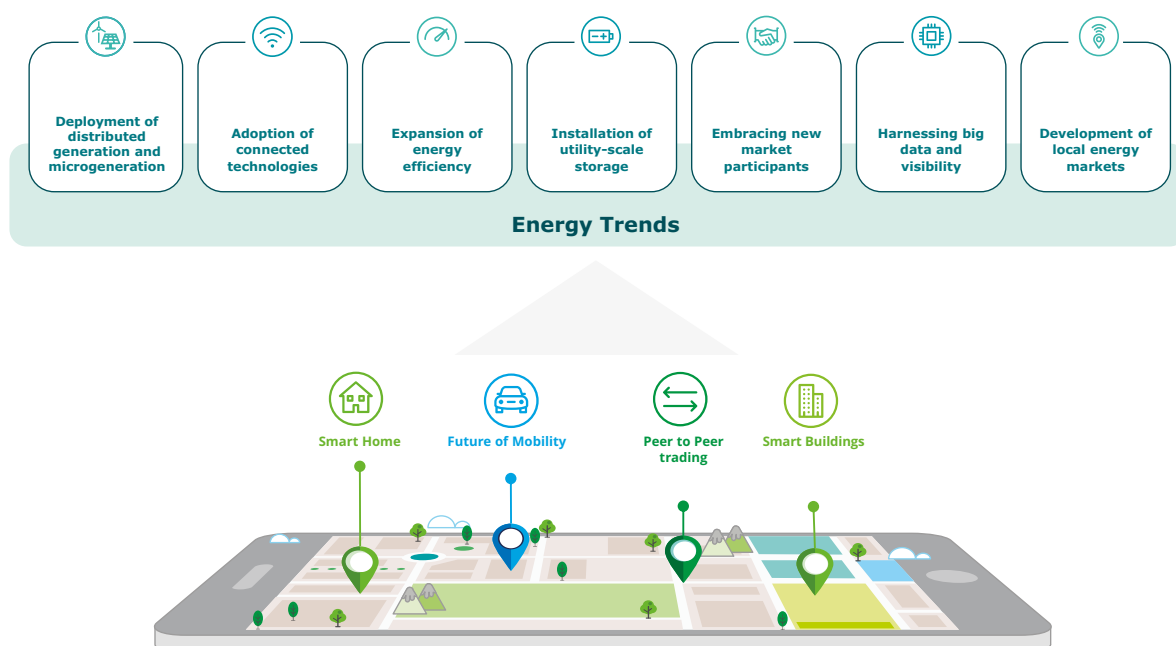 Deployment of
distributed
generation and
microgeneration
Adoption of
connected
technologies
Expansion of
energy
efficiency
Installation of
utility-scale
storage
Embracing new
market
participants
Harnessing big
data and
visibility
Development of
local energy
markets
Energy Trends
Smart Home
Future of Mobility
Peer to Peer
trading
Smart Buildings